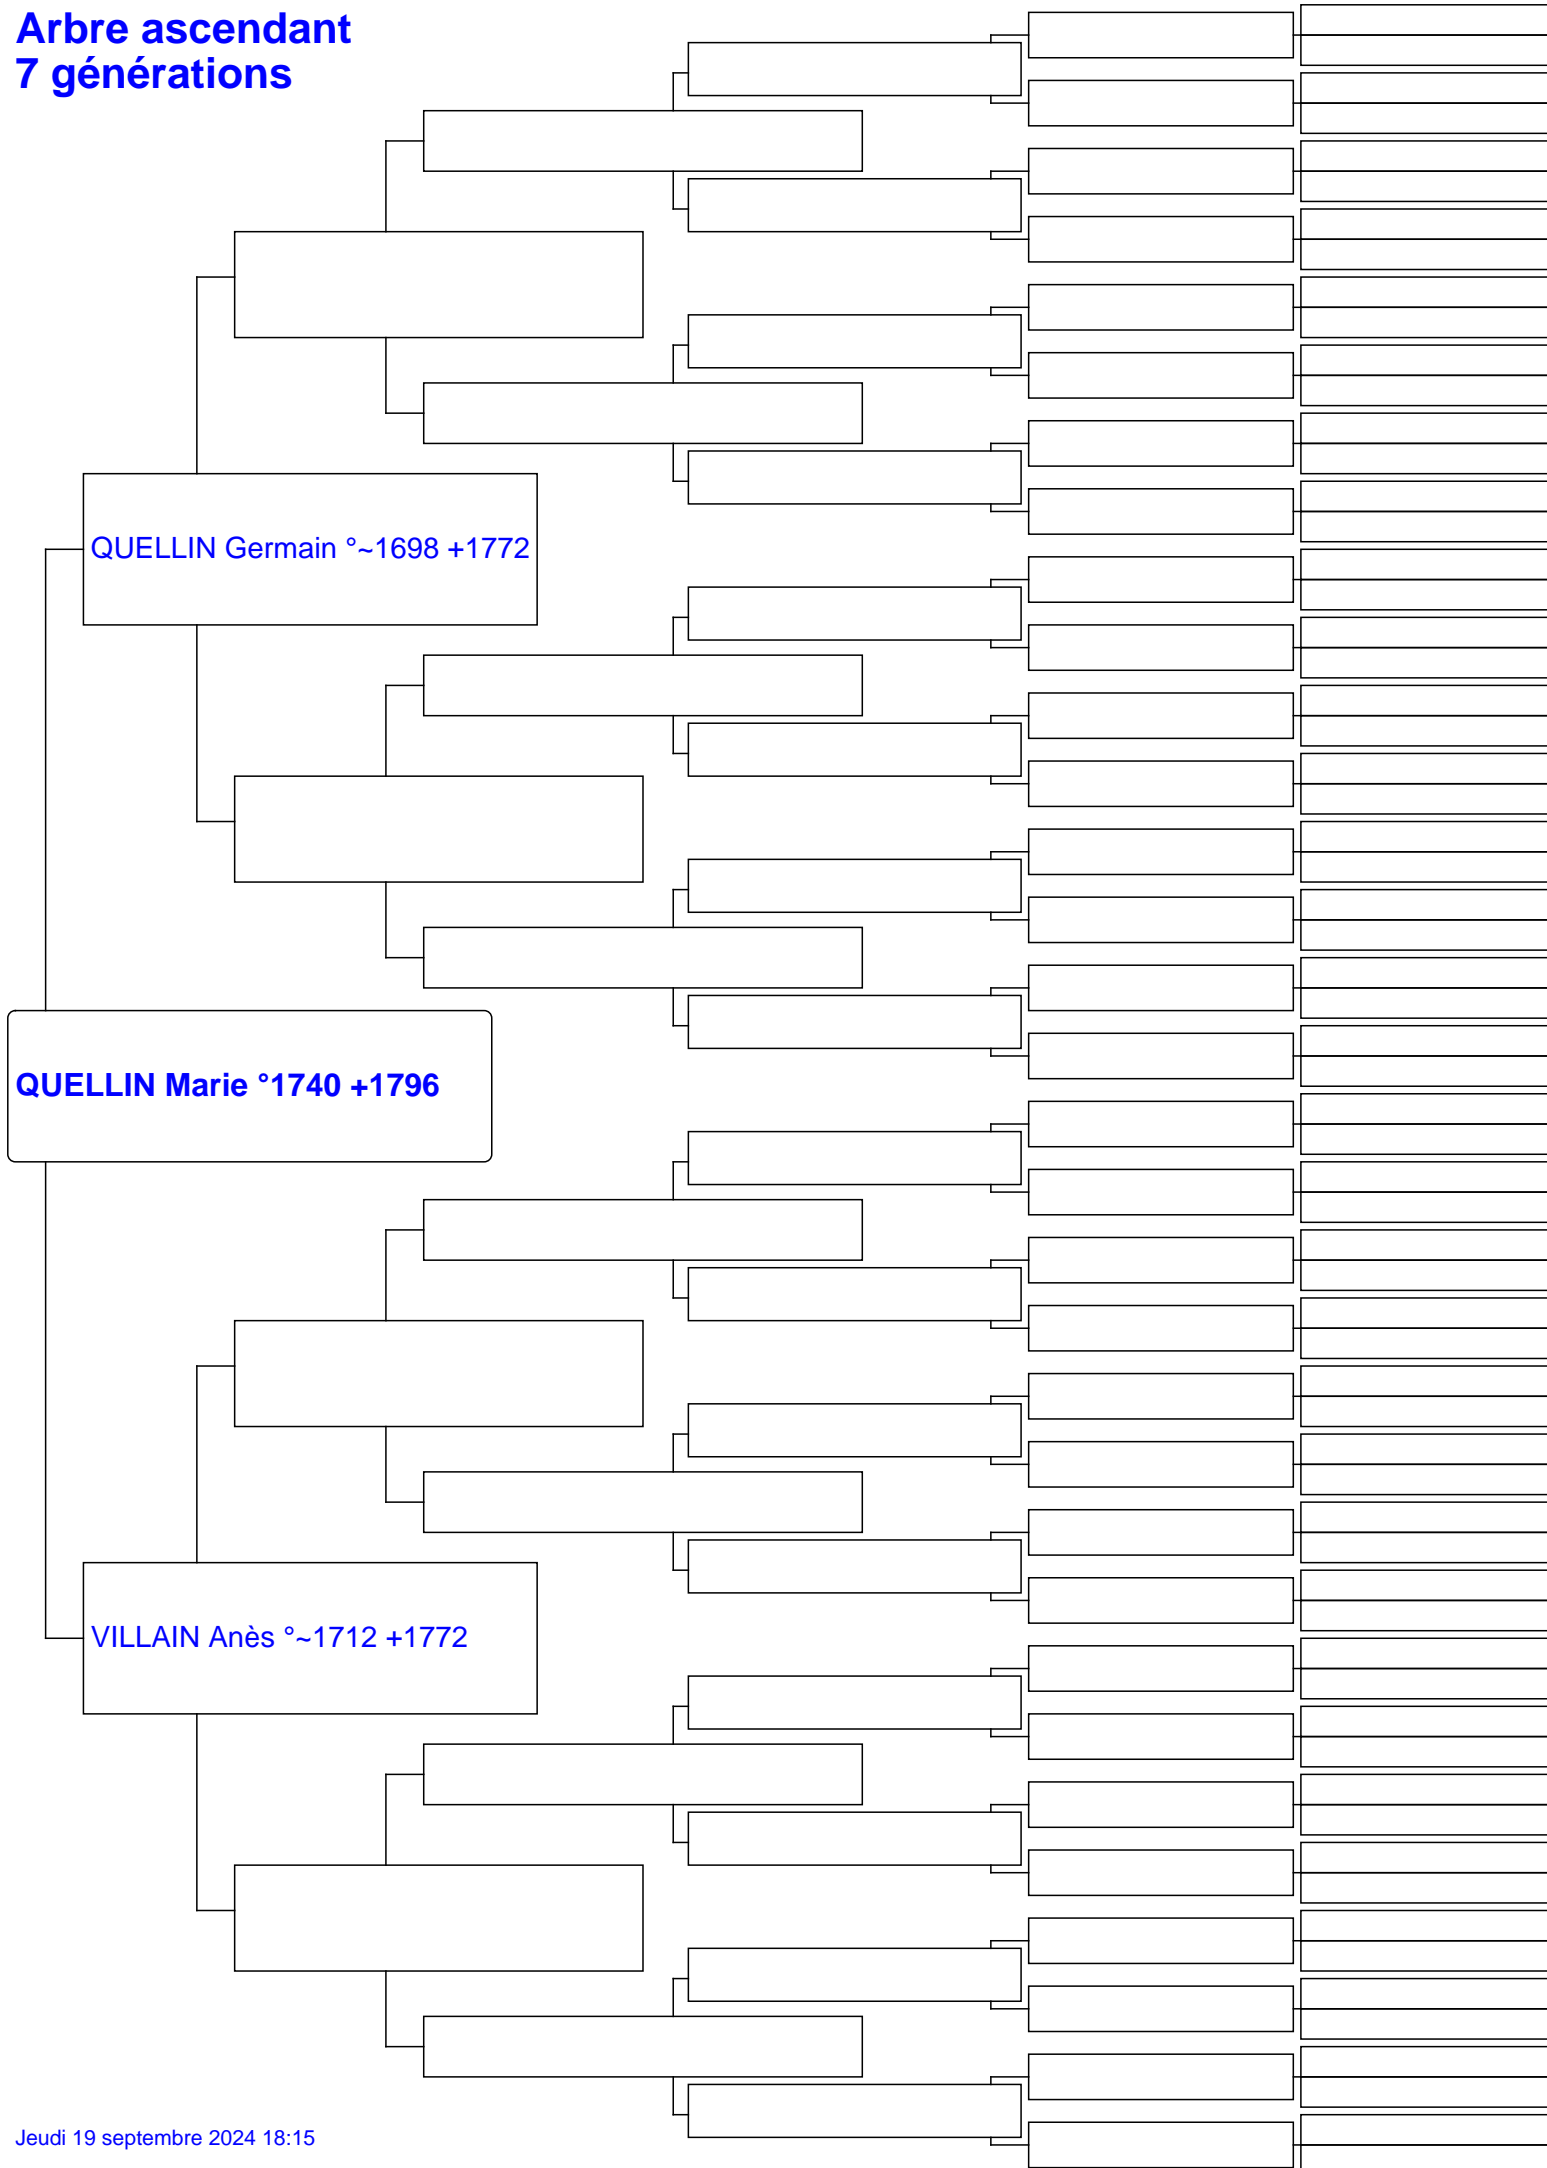 Arbre ascendant
7 générations
QUELLIN Germain °~1698 +1772
QUELLIN Marie °1740 +1796
VILLAIN Anès °~1712 +1772
Jeudi 19 septembre 2024 18:15